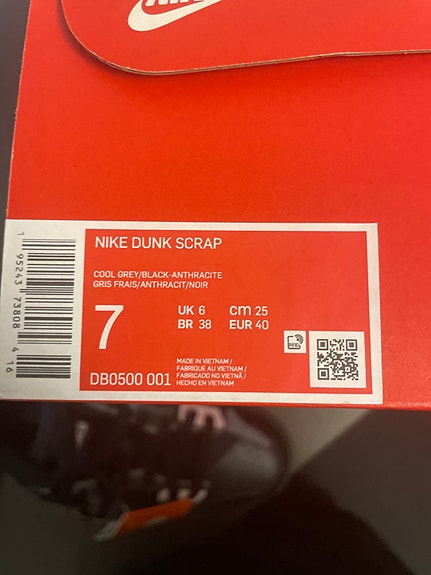 NIKE
NIKE DUNK SCRAP
COOL GREY/BLACK-ANTHRACITE
GRIS FRAIS/ANTHRACIT/NOIR
7
UK 6 cm 25
BR 38 EUR 40
MADE IN VIETNAM /
FABRIQUE AU VIETNAM /
FABRICADO NO VIETNÃ /
HECHO EN VIETNAM
DB0500 001
1 95243 73808 4 16